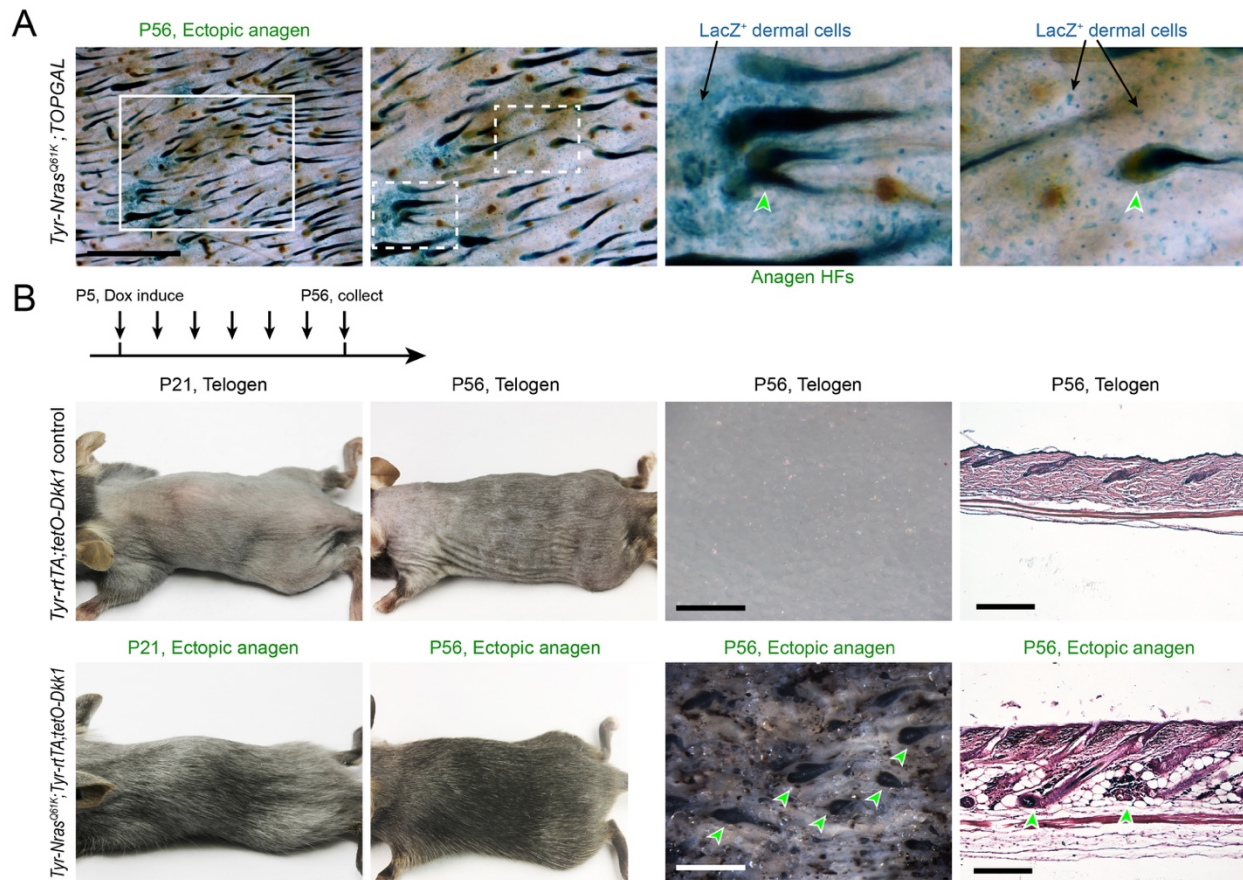 A
P56, Ectopic anagen
LacZ⁺ dermal cells
LacZ⁺ dermal cells
Tyr-Nras^Q61K; TOPGAL
Anagen HFs
B
P5, Dox induce
P56, collect
P21, Telogen
P56, Telogen
P56, Telogen
P56, Telogen
Tyr-rtTA;tetO-Dkk1 control
P21, Ectopic anagen
P56, Ectopic anagen
P56, Ectopic anagen
P56, Ectopic anagen
Tyr-Nras^Q61K;Tyr-rtTA;tetO-Dkk1